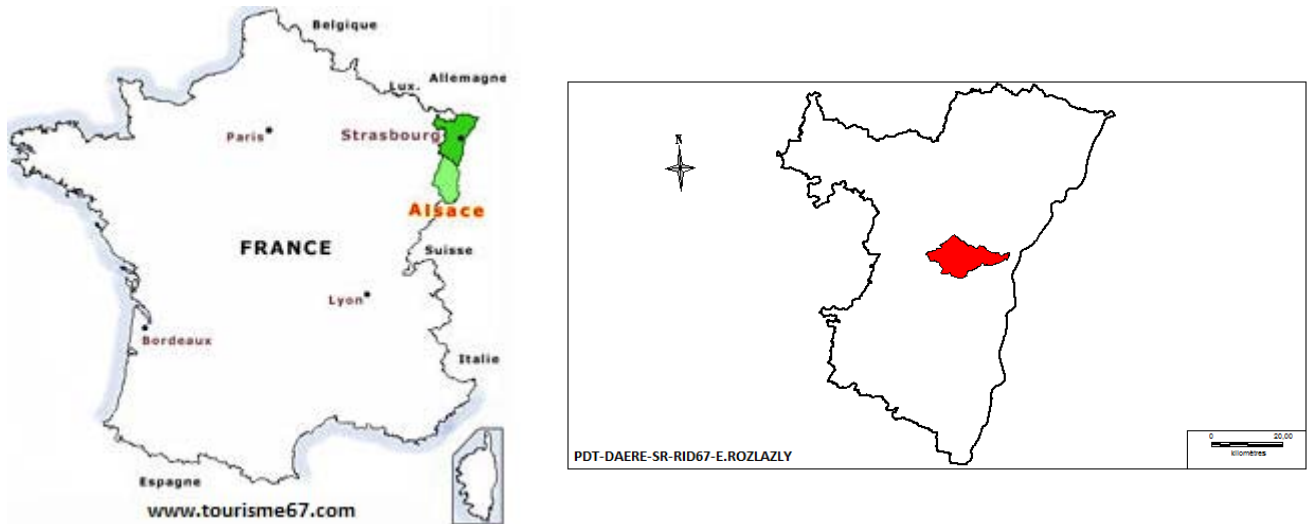 Belgique
Allemagne
Lux.
Paris
Strasbourg
Alsace
FRANCE
Suisse
Lyon
Bordeaux
Italie
Espagne
www.tourisme67.com
N
0 20,00
kilomètres
PDT-DAERE-SR-RID67-E.ROZLAZLY